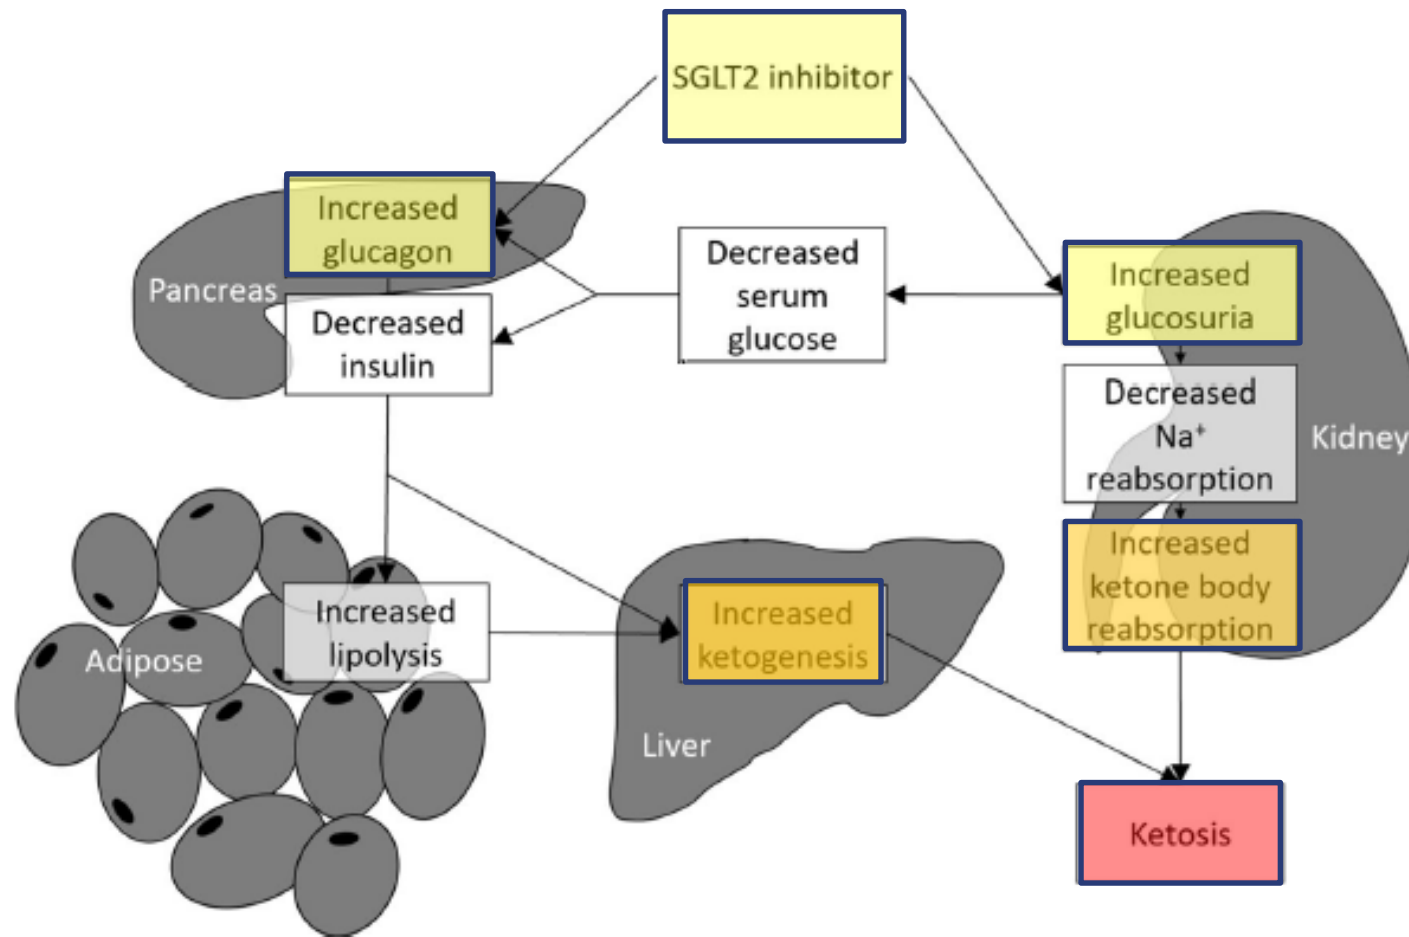 SGLT2 inhibitor
Increased
glucagon
Pancreas
Decreased
insulin
Decreased
serum
glucose
Increased
glucosuria
Decreased
Na⁺
reabsorption
Kidney
Increased
ketone body
reabsorption
Adipose
Increased
lipolysis
Increased
ketogenesis
Liver
Ketosis